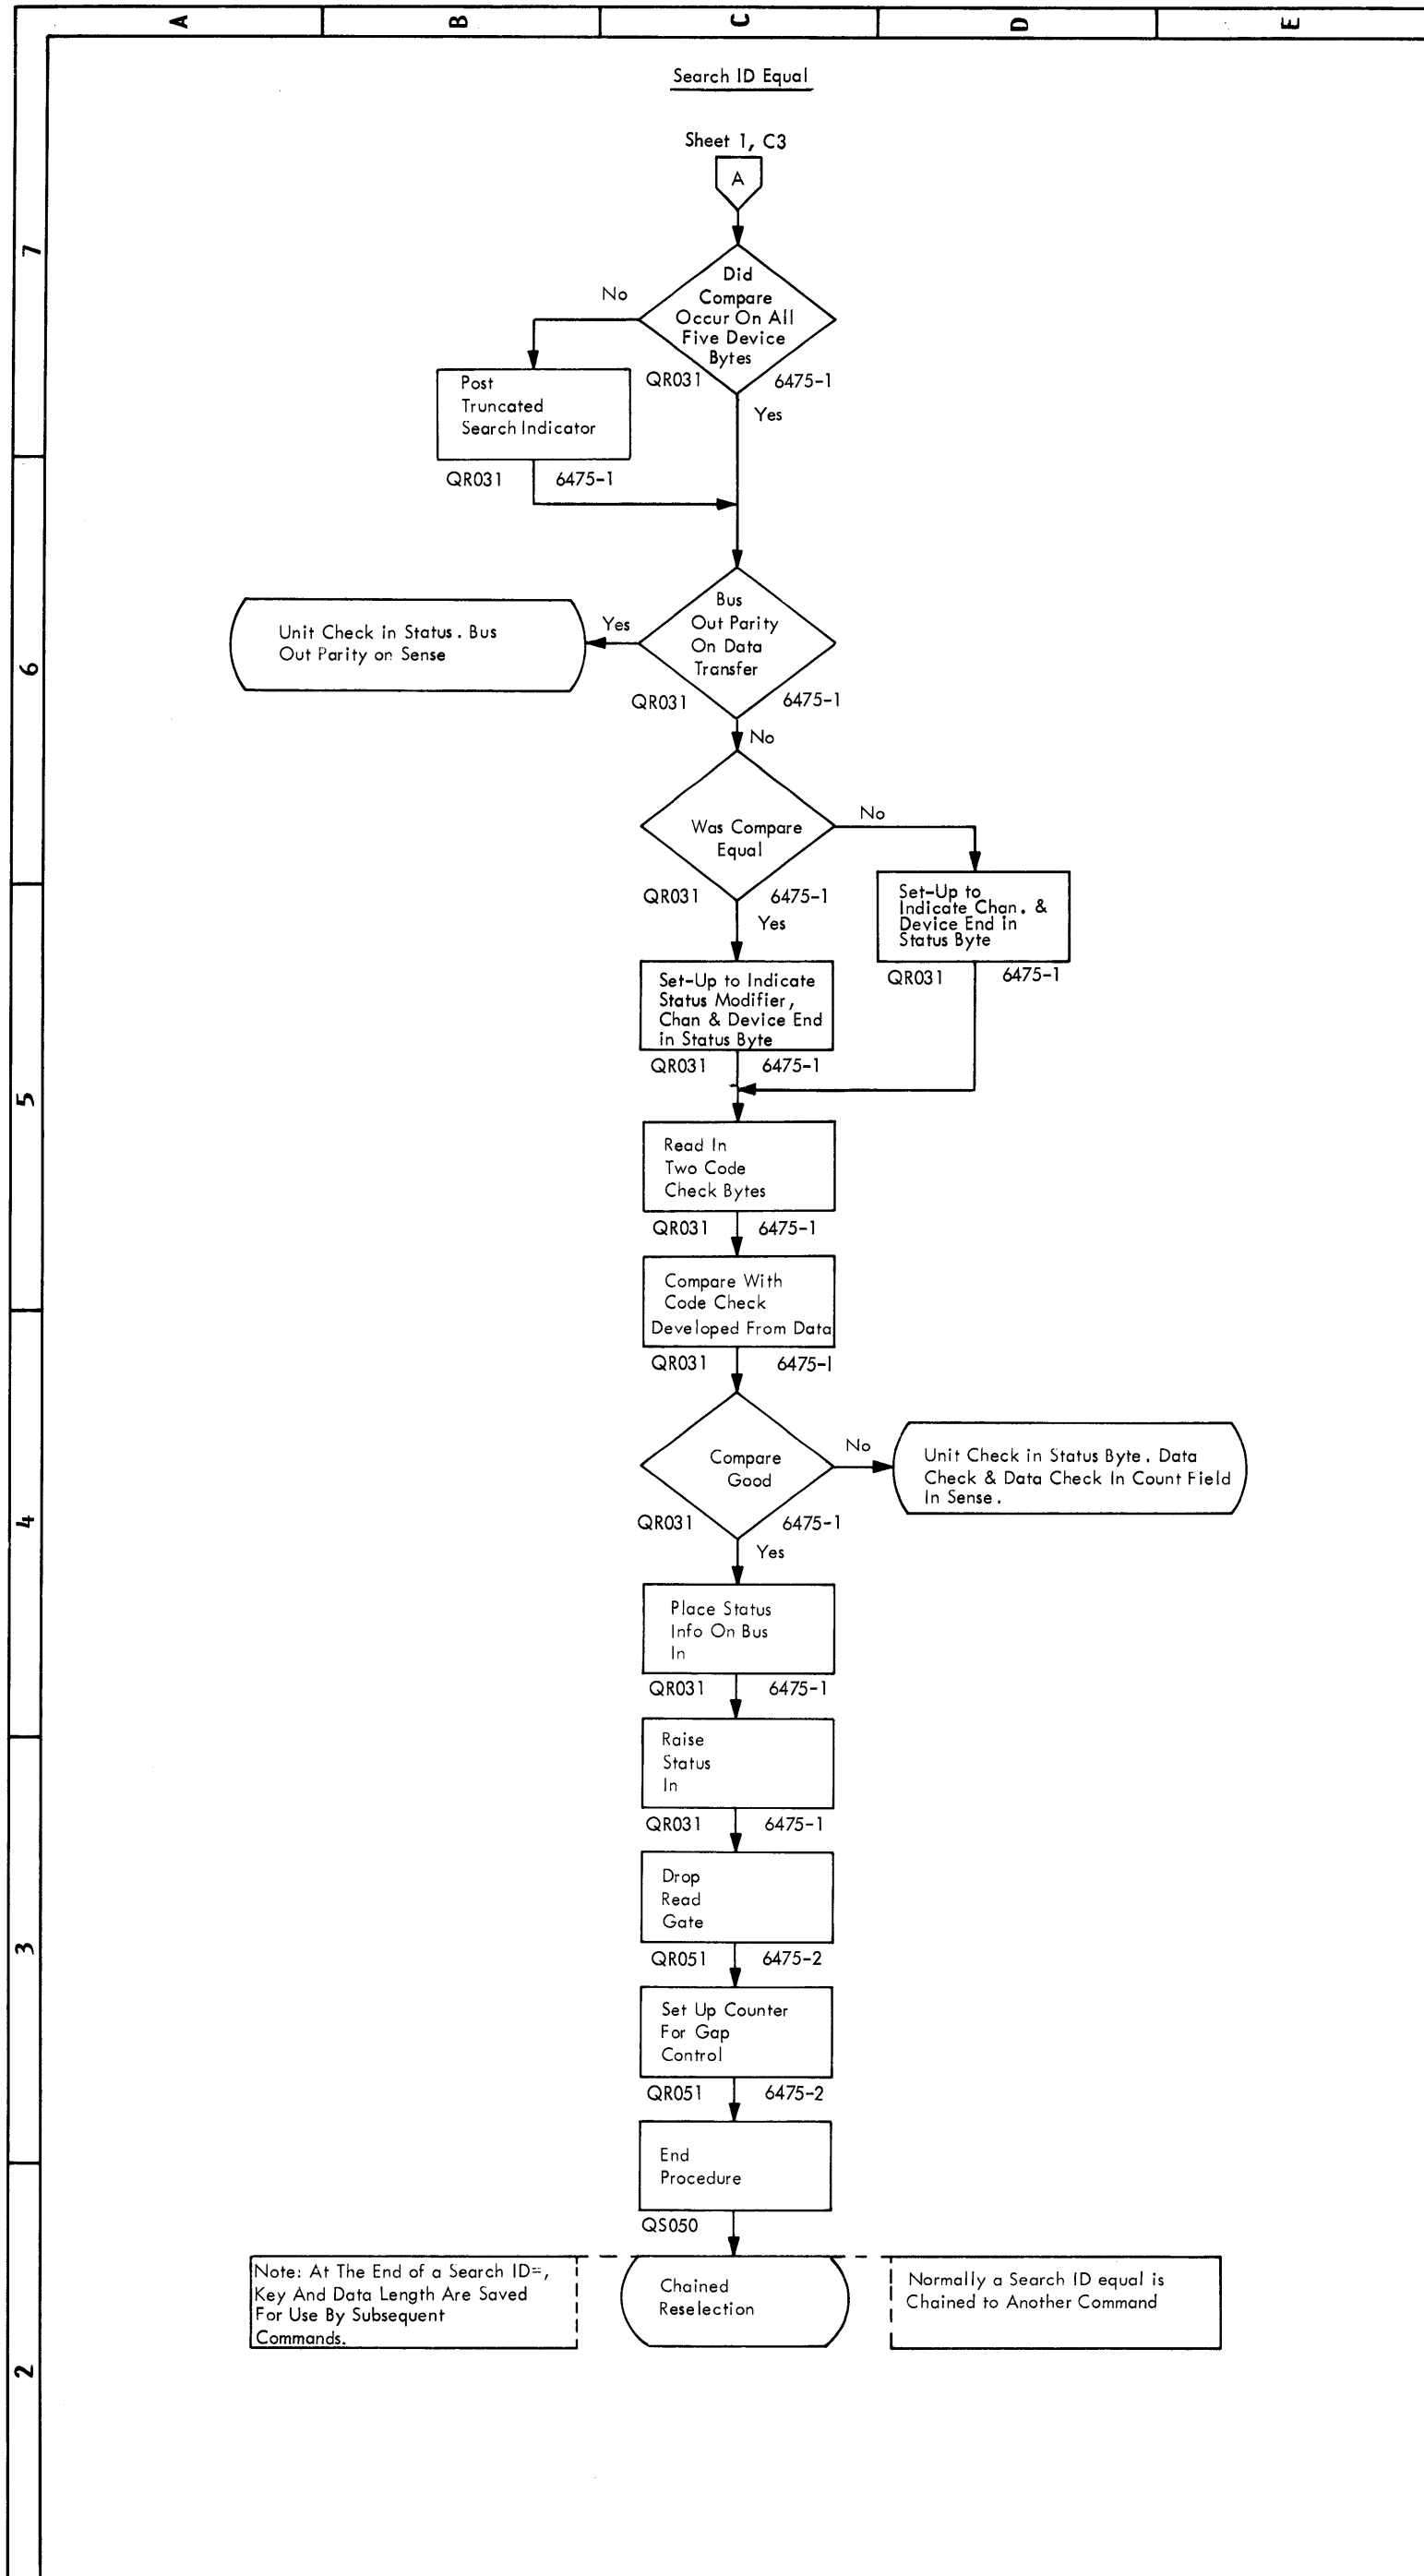 A B C D E
Search ID Equal
Sheet 1, C3
A
7
Did
Compare
Occur On All
Five Device
Bytes
No
QR031 6475-1
Yes
Post
Truncated
Search Indicator
QR031 6475-1
Bus
Out Parity
On Data
Transfer
Yes
QR031 6475-1
Unit Check in Status. Bus
Out Parity on Sense
6
No
Was Compare
Equal
No
QR031 6475-1
Yes
Set-Up to
Indicate Chan. &
Device End in
Status Byte
QR031 6475-1
Set-Up to Indicate
Status Modifier,
Chan & Device End
in Status Byte
QR031 6475-1
5
Read In
Two Code
Check Bytes
QR031 6475-1
Compare With
Code Check
Developed From Data
QR031 6475-1
Compare
Good
No
QR031 6475-1
Unit Check in Status Byte. Data
Check & Data Check In Count Field
In Sense.
4
Yes
Place Status
Info On Bus
In
QR031 6475-1
Raise
Status
In
QR031 6475-1
Drop
Read
Gate
QR051 6475-2
3
Set Up Counter
For Gap
Control
QR051 6475-2
End
Procedure
QS050
Note: At The End of a Search ID=,
Key And Data Length Are Saved
For Use By Subsequent
Commands.
Chained
Reselection
Normally a Search ID equal is
Chained to Another Command
2